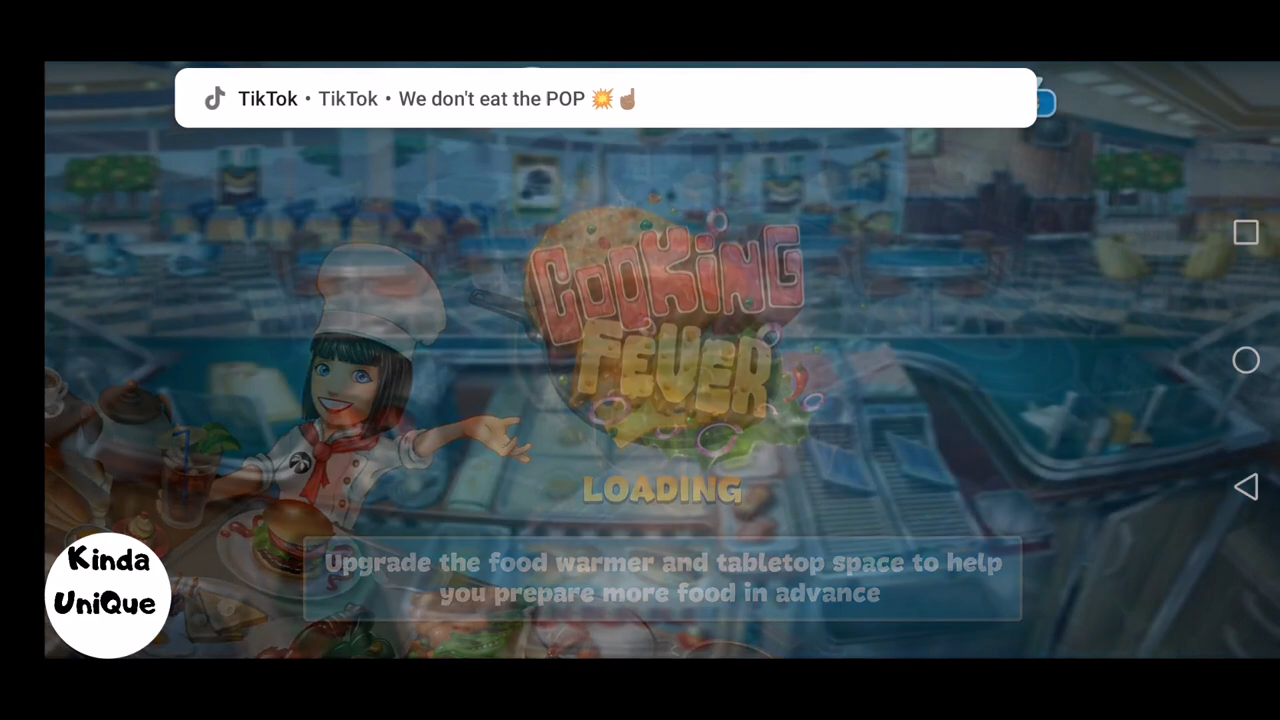 TikTok • TikTok • We don't eat the POP 💥☝🏽
COOKING
FEVER
LOADING
Upgrade the food warmer and tabletop space to help
you prepare more food in advance
Kinda
UniQue